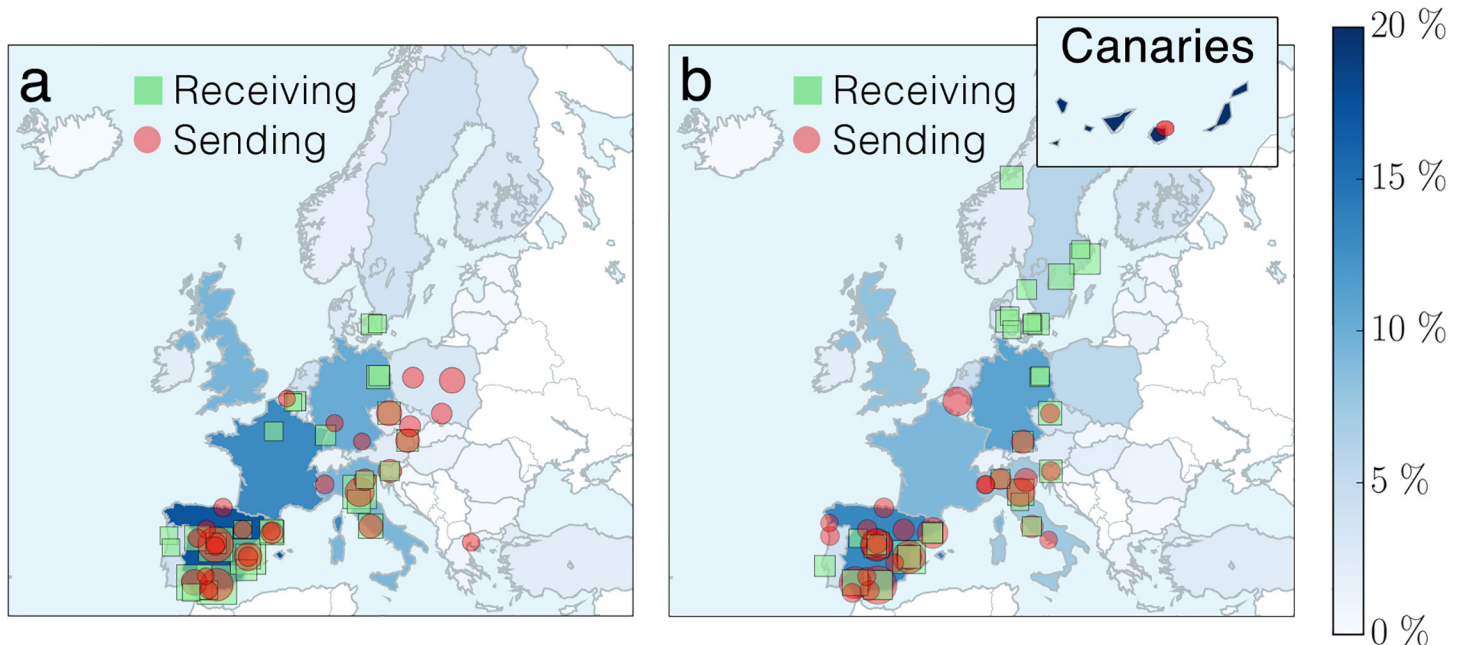 a
Receiving
Sending
b
Receiving
Sending
Canaries
20 %
15 %
10 %
5 %
0 %